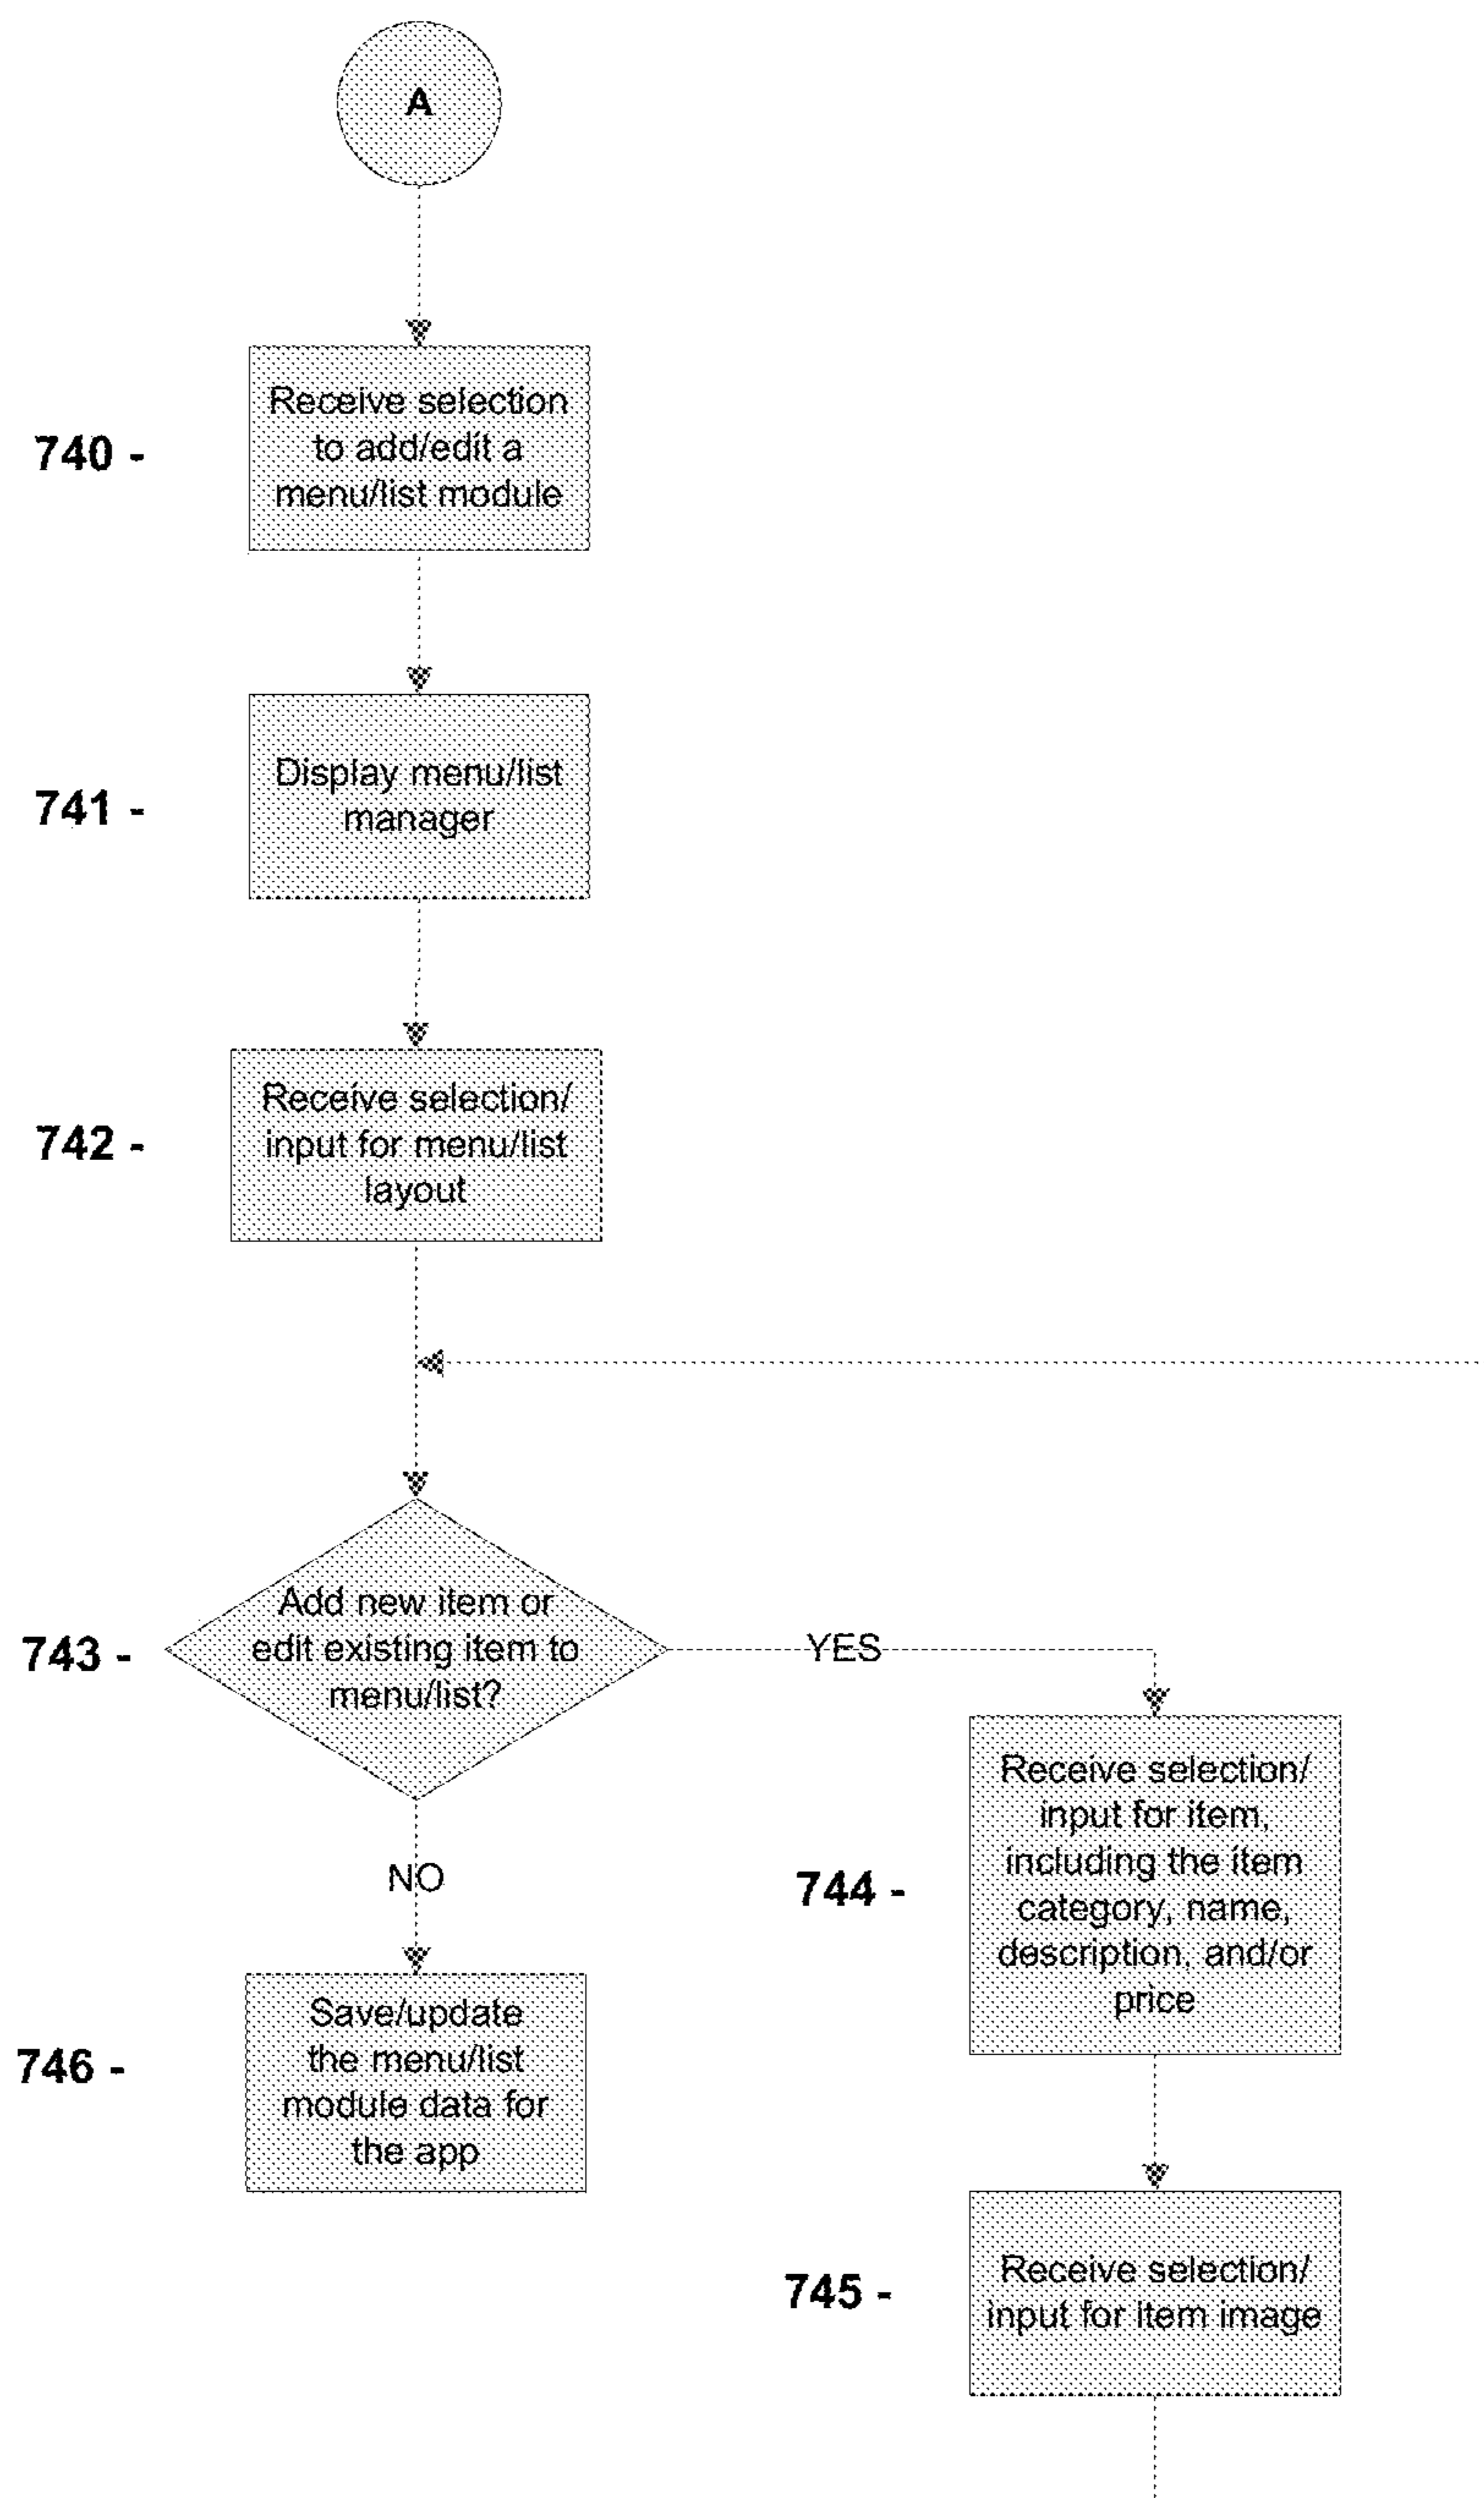 A
740 -
Receive selection
to add/edit a
menu/list module
741 -
Display menu/list
manager
742 -
Receive selection/
input for menu/list
layout
743 -
Add new item or
edit existing item to
menu/list?
YES
NO
744 -
Receive selection/
input for item,
including the item
category, name,
description, and/or
price
746 -
Save/update
the menu/list
module data for
the app
745 -
Receive selection/
input for item image